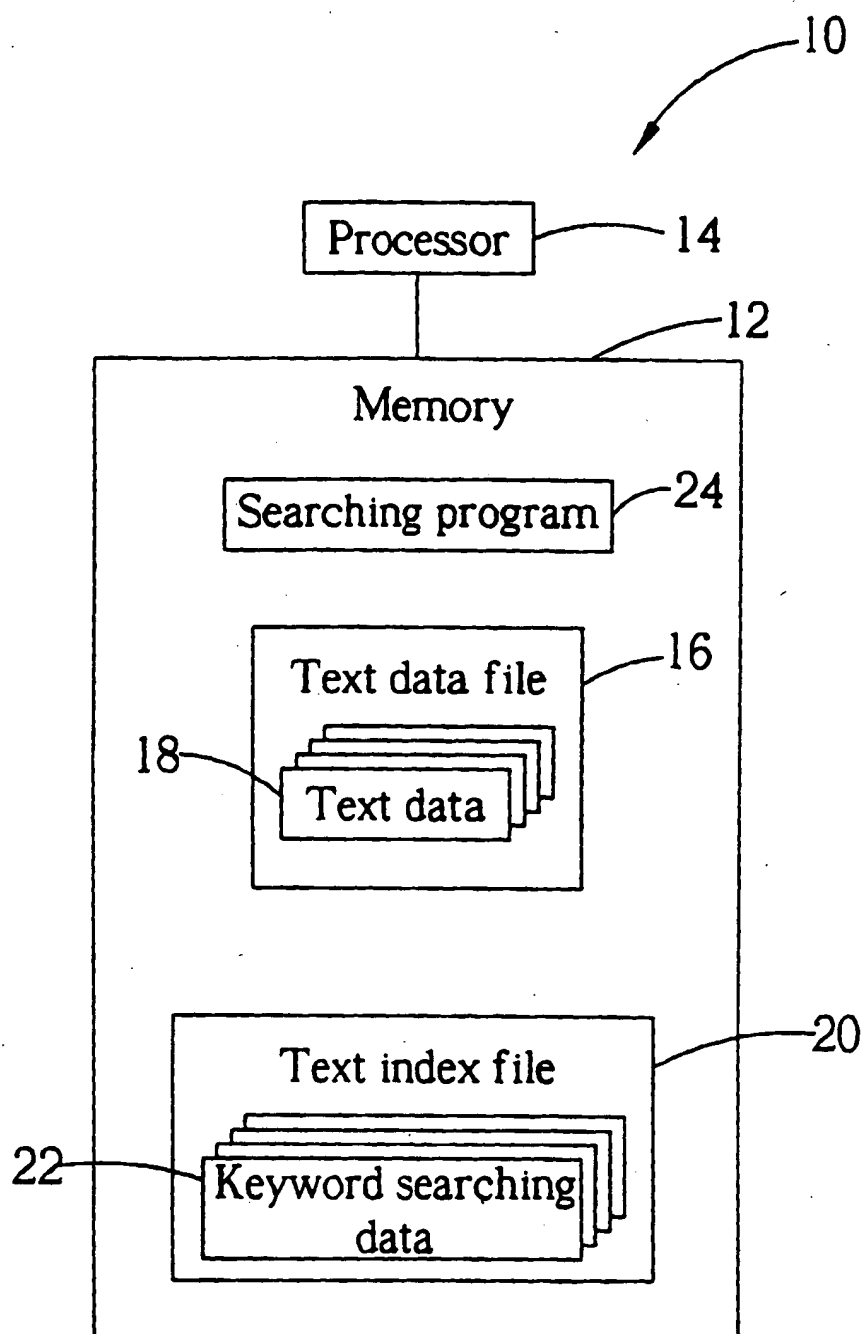 10
Processor
14
12
Memory
Searching program
24
Text data file
16
18
Text data
Text index file
20
22
Keyword searching
data